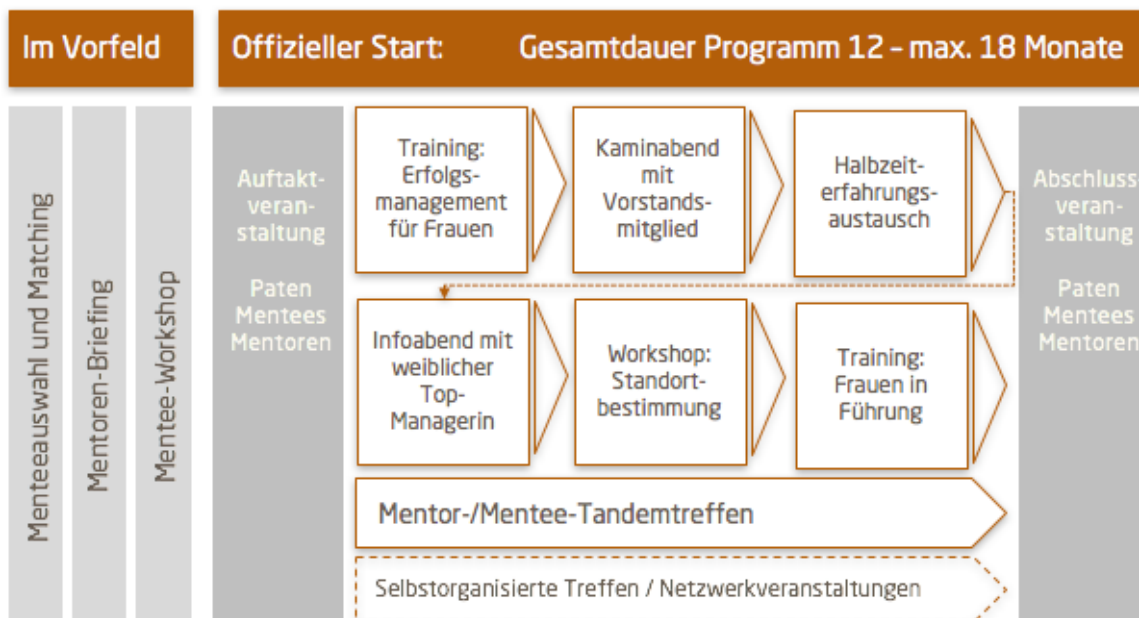 Im Vorfeld
Offizieller Start: Gesamtdauer Programm 12 – max. 18 Monate
Menteeauswahl und Matching
Mentoren-Briefing
Mentee-Workshop
Auftakt-
veran-
staltung
Paten
Mentees
Mentoren
Training:
Erfolgs-
management
für Frauen
Kaminabend
mit
Vorstands-
mitglied
Halbzeit-
erfahrungs-
austausch
Infoabend mit
weiblicher
Top-
Managerin
Workshop:
Standort-
bestimmung
Training:
Frauen in
Führung
Mentor-/Mentee-Tandemtreffen
Selbstorganisierte Treffen / Netzwerkveranstaltungen
Abschluss-
veran-
staltung
Paten
Mentees
Mentoren